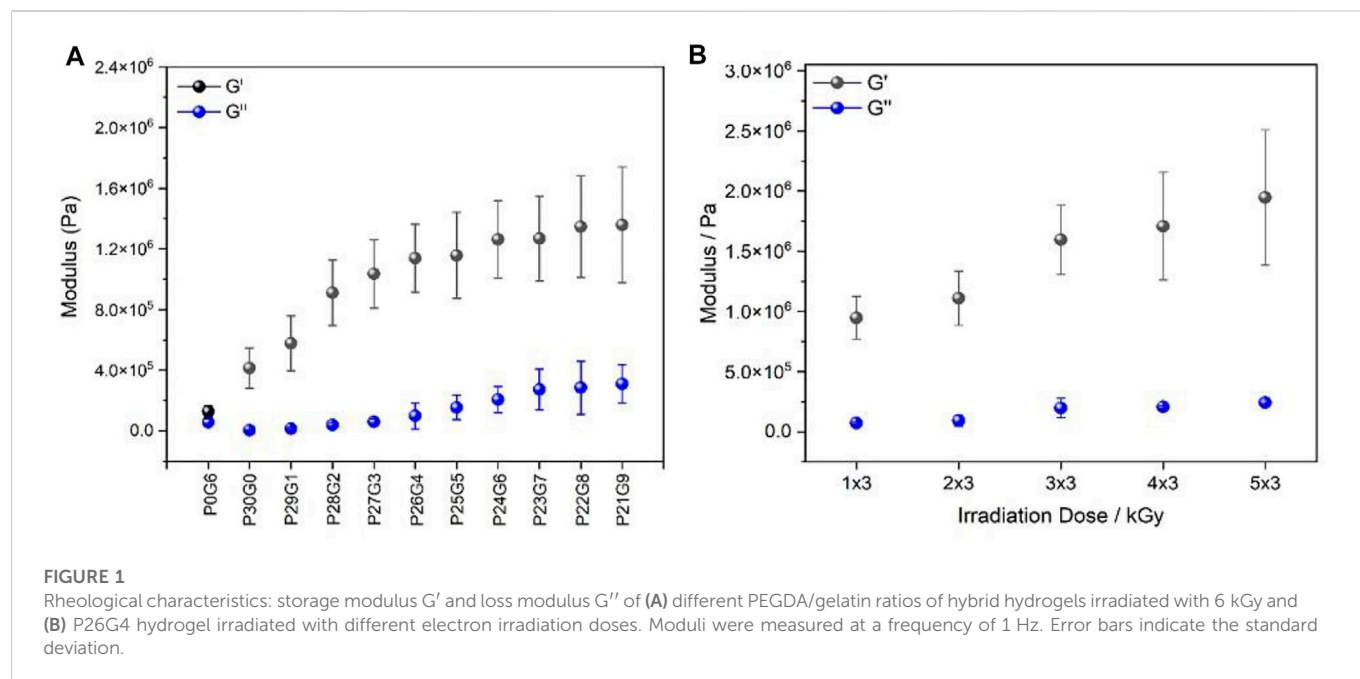 A
2.4×10⁶
2.0×10⁶
1.6×10⁶
1.2×10⁶
8.0×10⁵
4.0×10⁵
0.0
Modulus (Pa)
G'
G''
P0G6
P30G0
P29G1
P28G2
P27G3
P26G4
P25G5
P24G6
P23G7
P22G8
P21G9
B
3.0×10⁶
2.5×10⁶
2.0×10⁶
1.5×10⁶
1.0×10⁶
5.0×10⁵
0.0
Modulus / Pa
G'
G''
1x3
2x3
3x3
4x3
5x3
Irradiation Dose / kGy
FIGURE 1
Rheological characteristics: storage modulus G′ and loss modulus G′′ of (A) different PEGDA/gelatin ratios of hybrid hydrogels irradiated with 6 kGy and
(B) P26G4 hydrogel irradiated with different electron irradiation doses. Moduli were measured at a frequency of 1 Hz. Error bars indicate the standard
deviation.